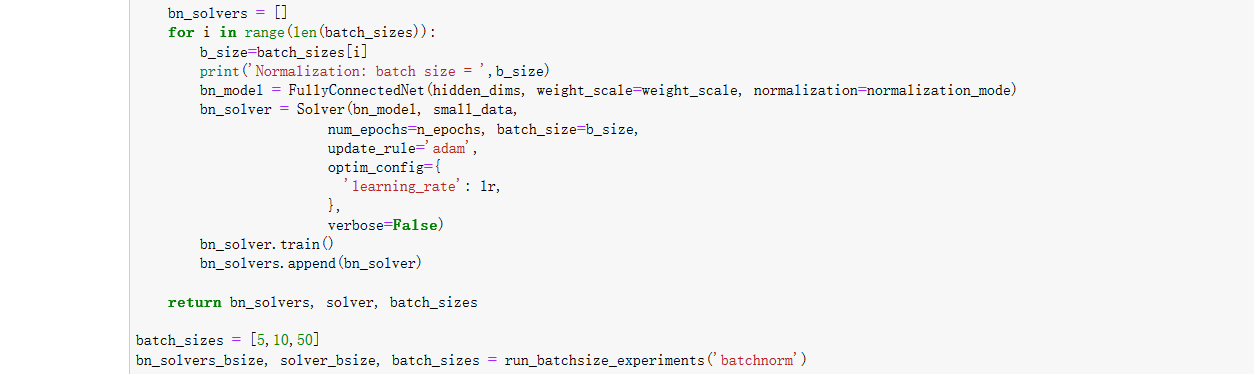 bn_solvers = []
    for i in range(len(batch_sizes)):
        b_size=batch_sizes[i]
        print('Normalization: batch size = ',b_size)
        bn_model = FullyConnectedNet(hidden_dims, weight_scale=weight_scale, normalization=normalization_mode)
        bn_solver = Solver(bn_model, small_data,
                        num_epochs=n_epochs, batch_size=b_size,
                        update_rule='adam',
                        optim_config={
                          'learning_rate': lr,
                        },
                        verbose=False)
        bn_solver.train()
        bn_solvers.append(bn_solver)
    return bn_solvers, solver, batch_sizes
batch_sizes = [5,10,50]
bn_solvers_bsize, solver_bsize, batch_sizes = run_batchsize_experiments('batchnorm')